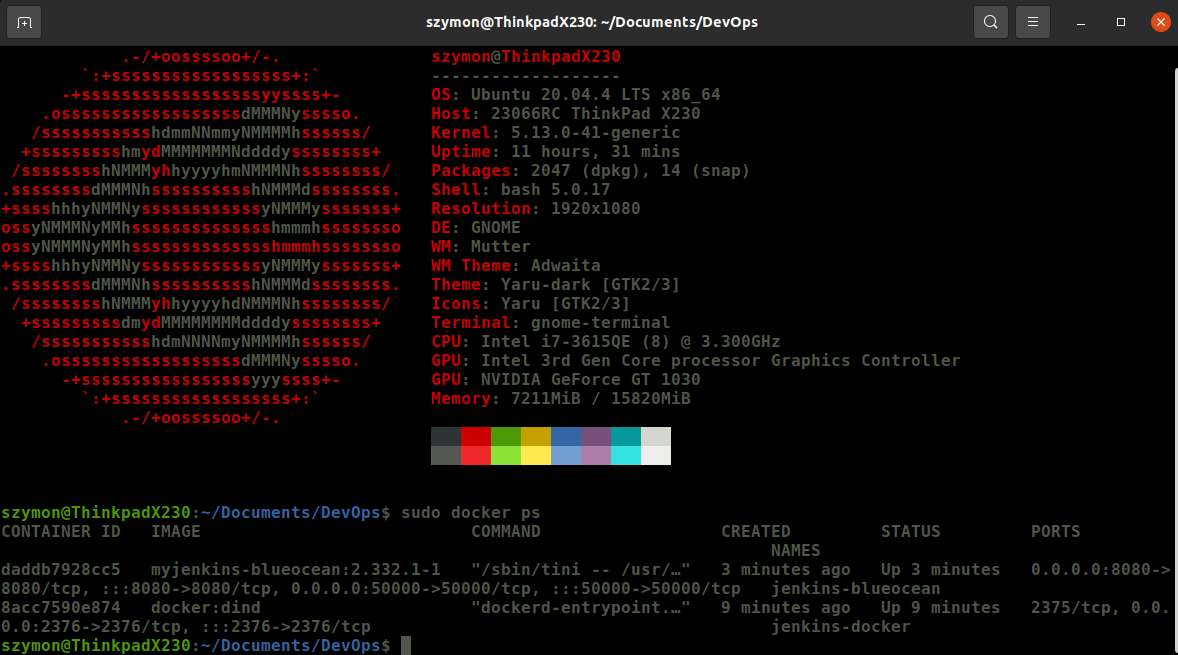 szymon@ThinkpadX230: ~/Documents/DevOps
            .-/+oossssoo+/-.               szymon@ThinkpadX230
        `:+ssssssssssssssssss+:`           -------------------
      -+ssssssssssssssssssyyssss+-         OS: Ubuntu 20.04.4 LTS x86_64
    .ossssssssssssssssssdMMMNysssso.       Host: 23066RC ThinkPad X230
   /ssssssssssshdmmNNmmyNMMMMhssssss/      Kernel: 5.13.0-41-generic
  +ssssssssshmydMMMMMMMNddddyssssssss+     Uptime: 11 hours, 31 mins
 /sssssssshNMMMyhhyyyyhmNMMMNhssssssss/    Packages: 2047 (dpkg), 14 (snap)
.ssssssssdMMMNhsssssssssshNMMMdssssssss.   Shell: bash 5.0.17
+sssshhhyNMMNyssssssssssssyNMMMysssssss+   Resolution: 1920x1080
ossyNMMMNyMMhsssssssssssssshmmmhssssssso   DE: GNOME
ossyNMMMNyMMhsssssssssssssshmmmhssssssso   WM: Mutter
+sssshhhyNMMNyssssssssssssyNMMMysssssss+   WM Theme: Adwaita
.ssssssssdMMMNhsssssssssshNMMMdssssssss.   Theme: Yaru-dark [GTK2/3]
 /sssssssshNMMMyhhyyyyhdNMMMNhssssssss/    Icons: Yaru [GTK2/3]
  +sssssssssdmydMMMMMMMMddddyssssssss+     Terminal: gnome-terminal
   /ssssssssssshdmNNNNmyNMMMMhssssss/      CPU: Intel i7-3615QE (8) @ 3.300GHz
    .ossssssssssssssssssdMMMNysssso.       GPU: Intel 3rd Gen Core processor Graphics Controller
      -+sssssssssssssssssyyyssss+-         GPU: NVIDIA GeForce GT 1030
        `:+ssssssssssssssssss+:`           Memory: 7211MiB / 15820MiB
            .-/+oossssoo+/-.
szymon@ThinkpadX230:~/Documents/DevOps$ sudo docker ps
CONTAINER ID   IMAGE                           COMMAND                  CREATED         STATUS         PORTS
                                                                             NAMES
daddb7928cc5   myjenkins-blueocean:2.332.1-1   "/sbin/tini -- /usr/…"   3 minutes ago   Up 3 minutes   0.0.0.0:8080->
8080/tcp, :::8080->8080/tcp, 0.0.0.0:50000->50000/tcp, :::50000->50000/tcp   jenkins-blueocean
8acc7590e874   docker:dind                     "dockerd-entrypoint.…"   9 minutes ago   Up 9 minutes   2375/tcp, 0.0.
0.0:2376->2376/tcp, :::2376->2376/tcp                                        jenkins-docker
szymon@ThinkpadX230:~/Documents/DevOps$